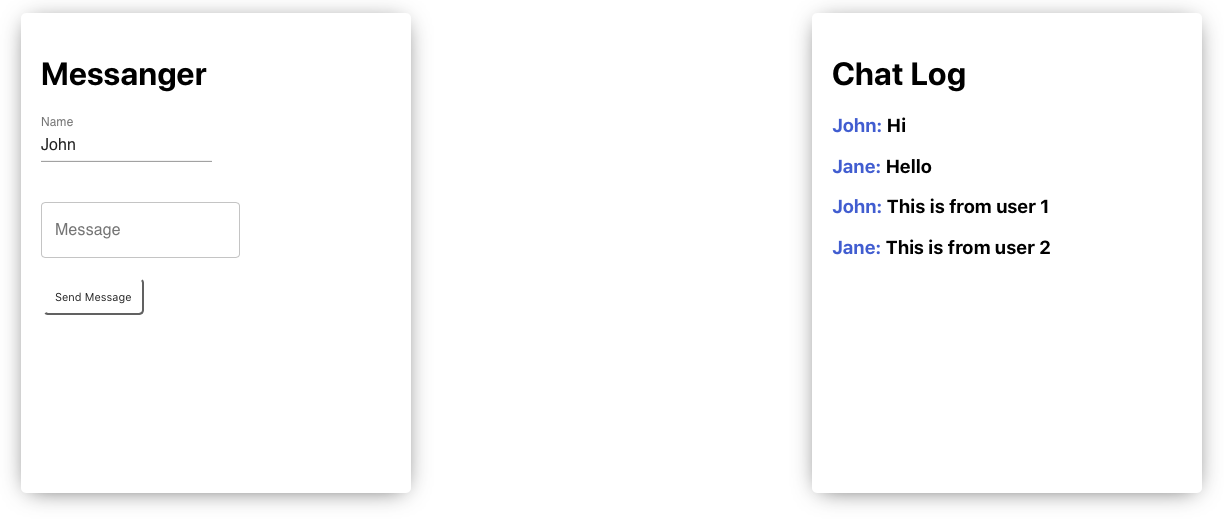 Messanger
Name
John
Message
Send Message
Chat Log
John: Hi
Jane: Hello
John: This is from user 1
Jane: This is from user 2